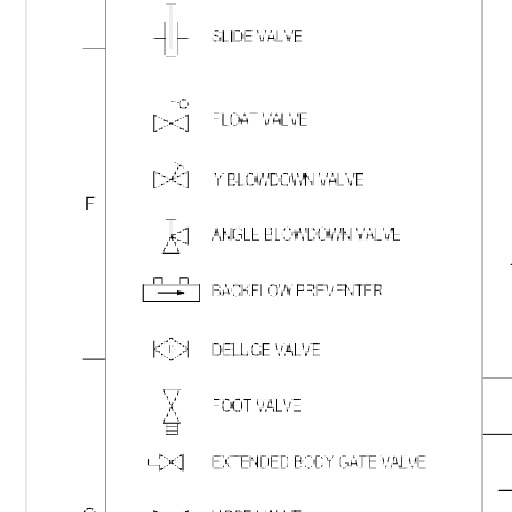 SLIDE VALVE
FLOAT VALVE
Y BLOWDOWN VALVE
F
ANGLE BLOWDOWN VALVE
BACKFLOW PREVENTER
DELUGE VALVE
FOOT VALVE
EXTENDED BODY GATE VALVE